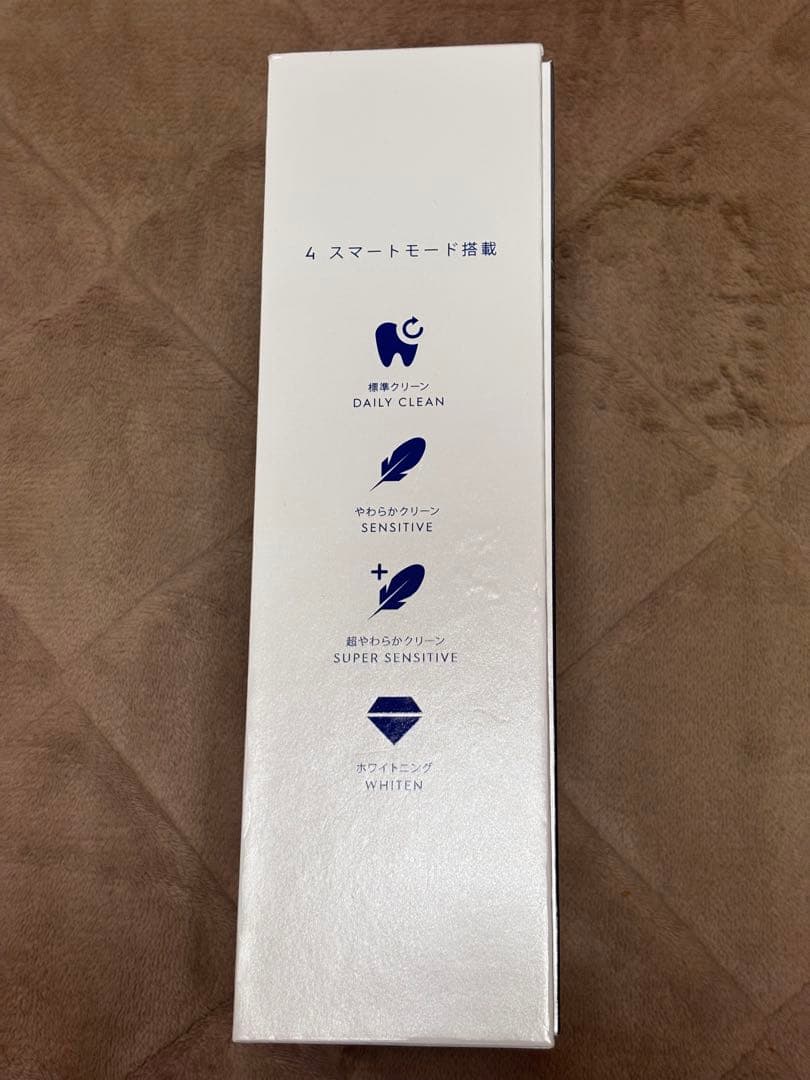 4 スマートモード搭載
標準クリーン
DAILY CLEAN
やわらかクリーン
SENSITIVE
超やわらかクリーン
SUPER SENSITIVE
ホワイトニング
WHITEN